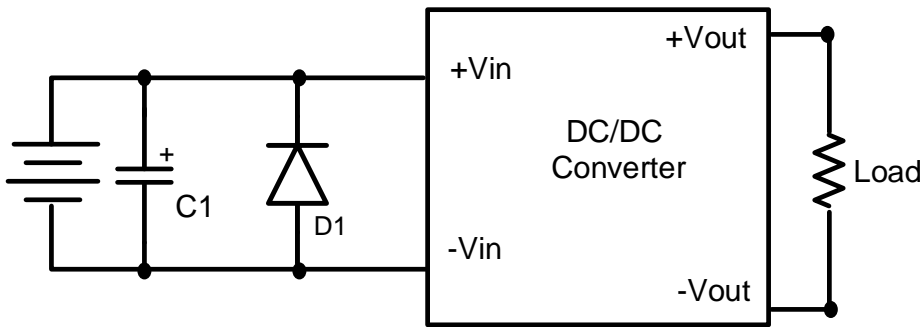 +Vin
+Vout
DC/DC
Converter
+
C1
D1
-Vin
-Vout
Load